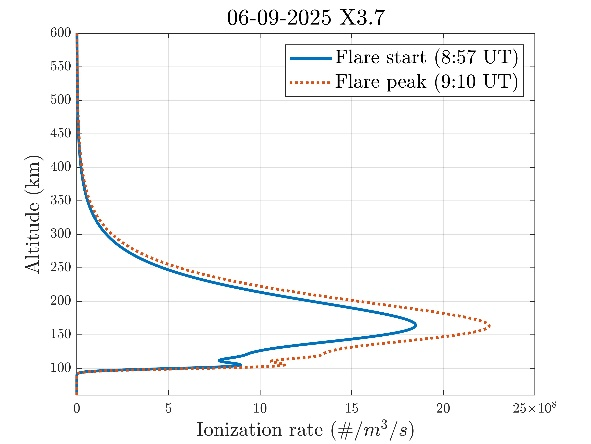 06-09-2025 X3.7
Flare start (8:57 UT)
Flare peak (9:10 UT)
600
550
500
450
400
350
300
250
200
150
100
Altitude (km)
0 5 10 15 20 25×10⁸
Ionization rate (#/m³/s)